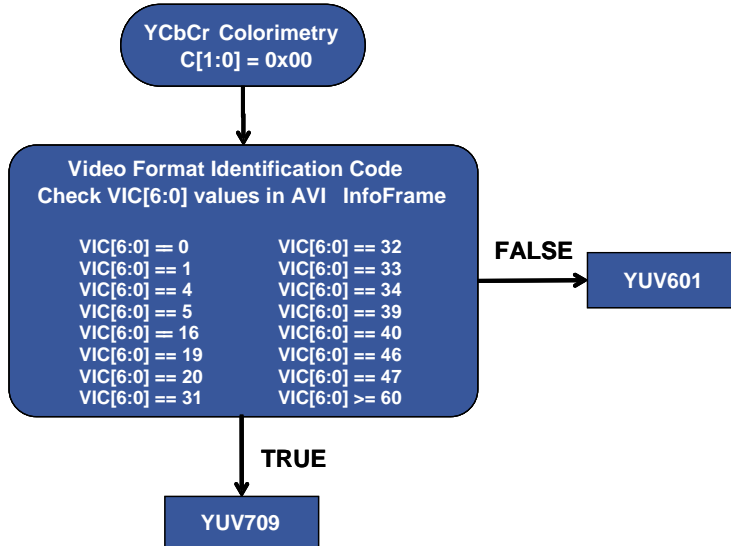 YCbCr Colorimetry
C[1:0] = 0x00
Video Format Identification Code
Check VIC[6:0] values in AVI InfoFrame
VIC[6:0] == 0
VIC[6:0] == 1
VIC[6:0] == 4
VIC[6:0] == 5
VIC[6:0] == 16
VIC[6:0] == 19
VIC[6:0] == 20
VIC[6:0] == 31
VIC[6:0] == 32
VIC[6:0] == 33
VIC[6:0] == 34
VIC[6:0] == 39
VIC[6:0] == 40
VIC[6:0] == 46
VIC[6:0] == 47
VIC[6:0] >= 60
FALSE
YUV601
TRUE
YUV709